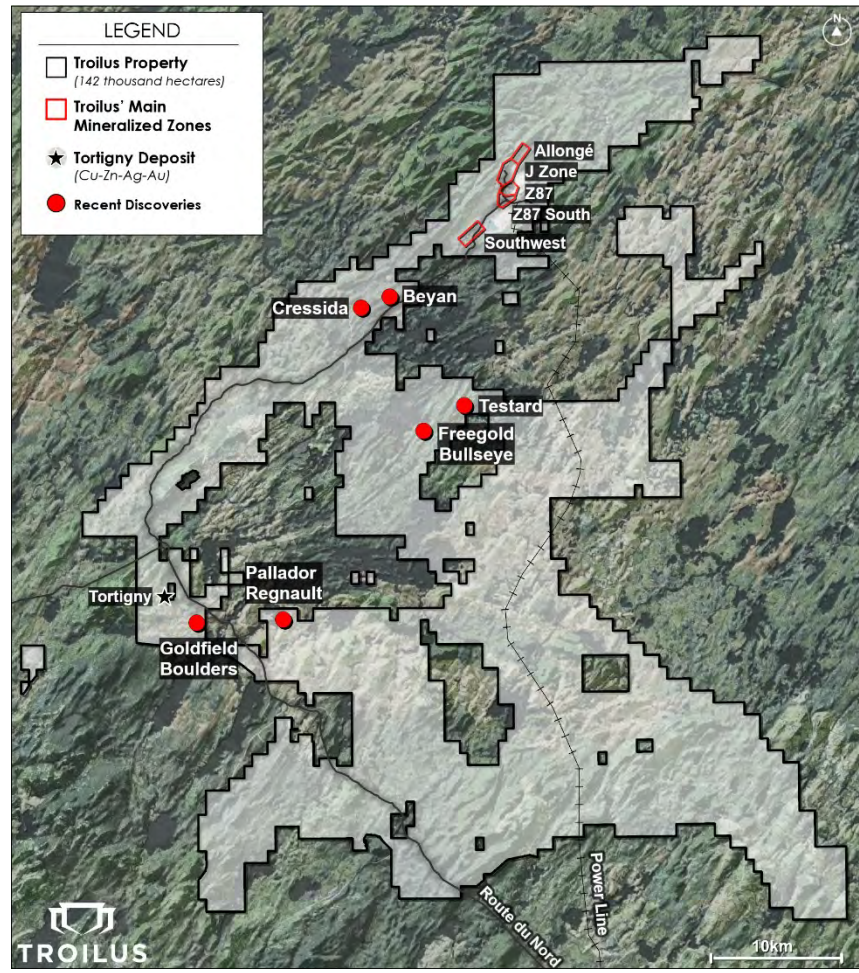 LEGEND
Troilus Property
(142 thousand hectares)
Troilus' Main
Mineralized Zones
Tortigny Deposit
(Cu-Zn-Ag-Au)
Recent Discoveries
N
Allongé
J Zone
Z87
Z87 South
Southwest
Beyan
Cressida
Testard
Freegold
Bullseye
Pallador
Regnault
Tortigny
Goldfield
Boulders
Power Line
Route du Nord
10km
TROILUS